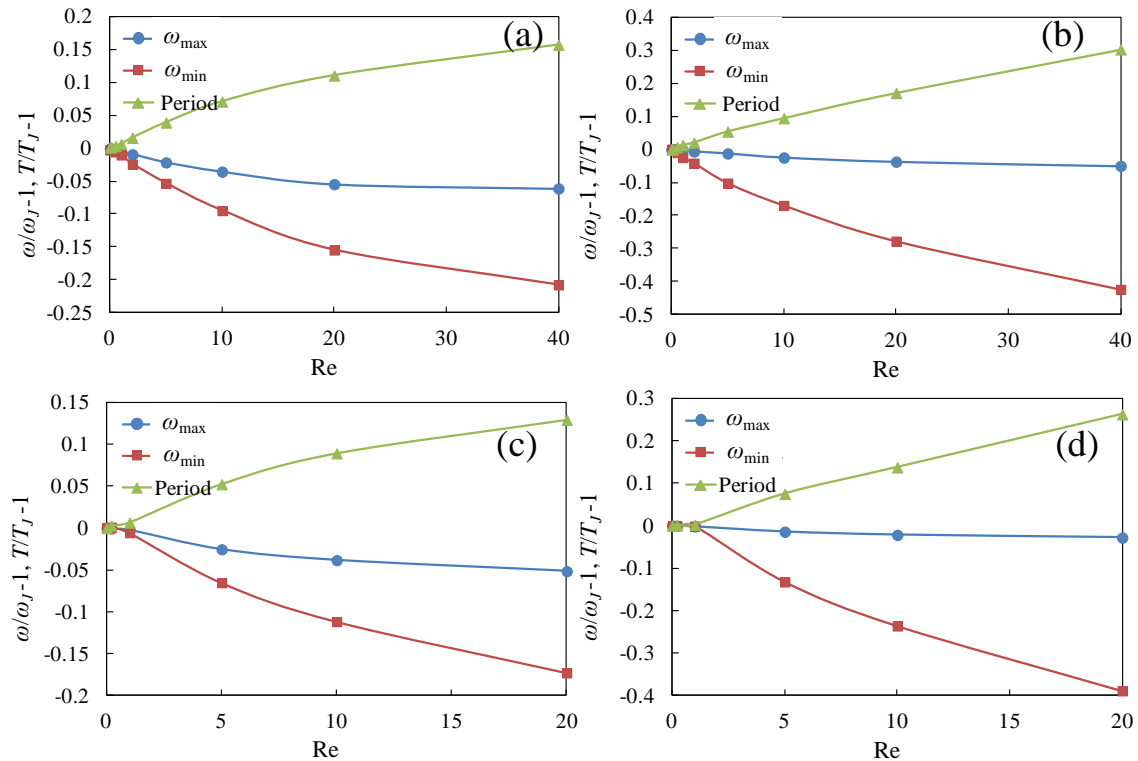 (a)
ω/ω_J-1, T/T_J-1
0.2
0.15
0.1
0.05
0
-0.05
-0.1
-0.15
-0.2
-0.25
ω_max
ω_min
Period
0 10 20 30 40
Re
(b)
ω/ω_J-1, T/T_J-1
0.4
0.3
0.2
0.1
0
-0.1
-0.2
-0.3
-0.4
-0.5
ω_max
ω_min
Period
0 10 20 30 40
Re
(c)
ω/ω_J-1, T/T_J-1
0.15
0.1
0.05
0
-0.05
-0.1
-0.15
-0.2
ω_max
ω_min
Period
0 5 10 15 20
Re
(d)
ω/ω_J-1, T/T_J-1
0.3
0.2
0.1
0
-0.1
-0.2
-0.3
-0.4
ω_max
ω_min
Period
0 5 10 15 20
Re